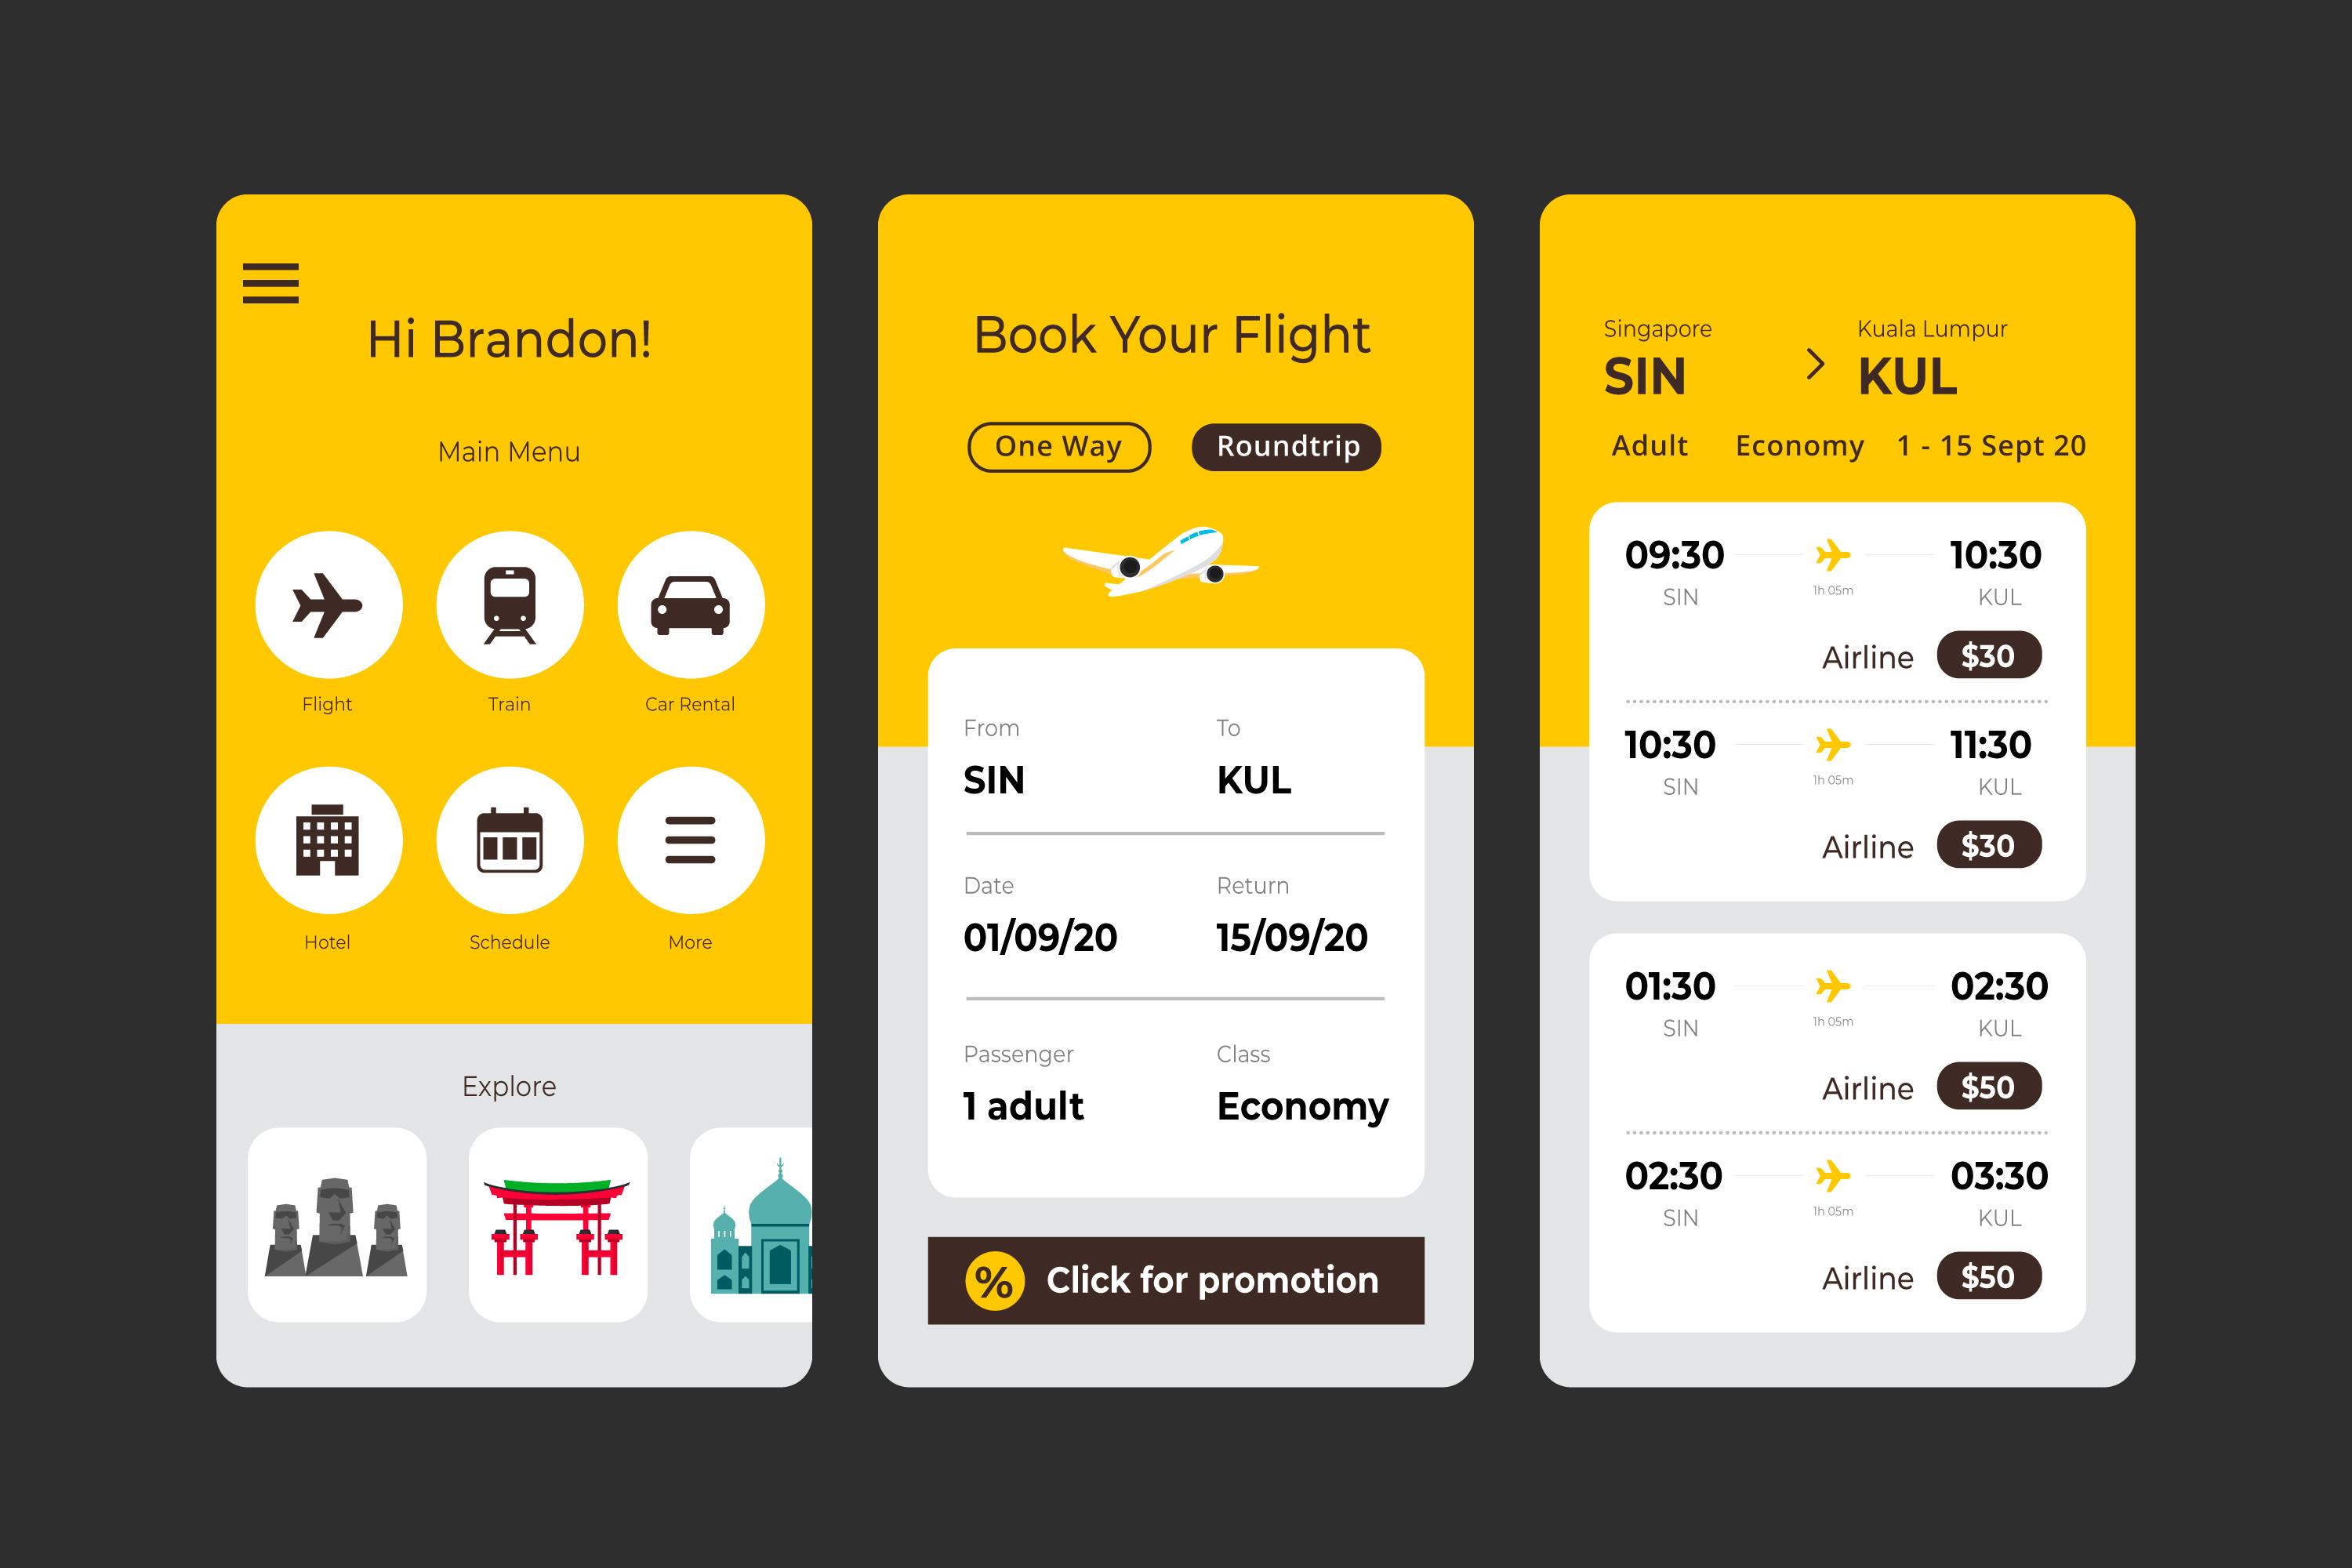 Hi Brandon!
Main Menu
Flight Train Car Rental
Hotel Schedule More
Explore
Book Your Flight
One Way Roundtrip
From To
SIN KUL
Date Return
01/09/20 15/09/20
Passenger Class
1 adult Economy
% Click for promotion
Singapore Kuala Lumpur
SIN > KUL
Adult Economy 1 - 15 Sept 20
09:30 10:30
SIN 1h 05m KUL
Airline $30
10:30 11:30
SIN 1h 05m KUL
Airline $30
01:30 02:30
SIN 1h 05m KUL
Airline $50
02:30 03:30
SIN 1h 05m KUL
Airline $50